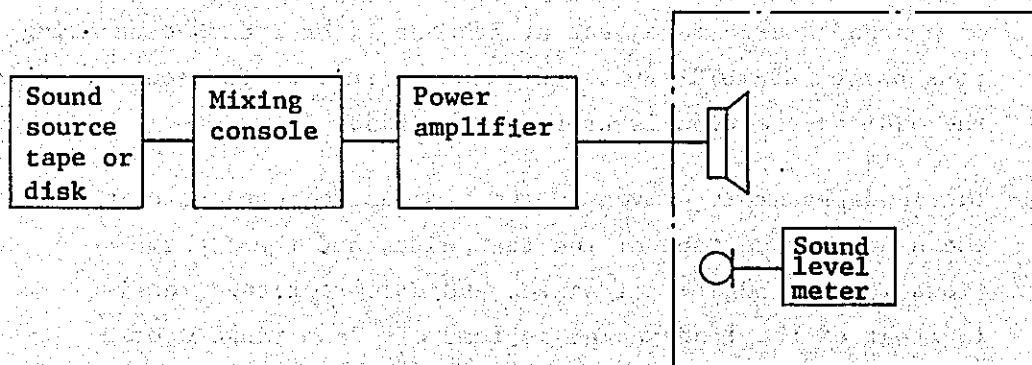 Sound
source
tape or
disk
Mixing
console
Power
amplifier
Sound
level
meter